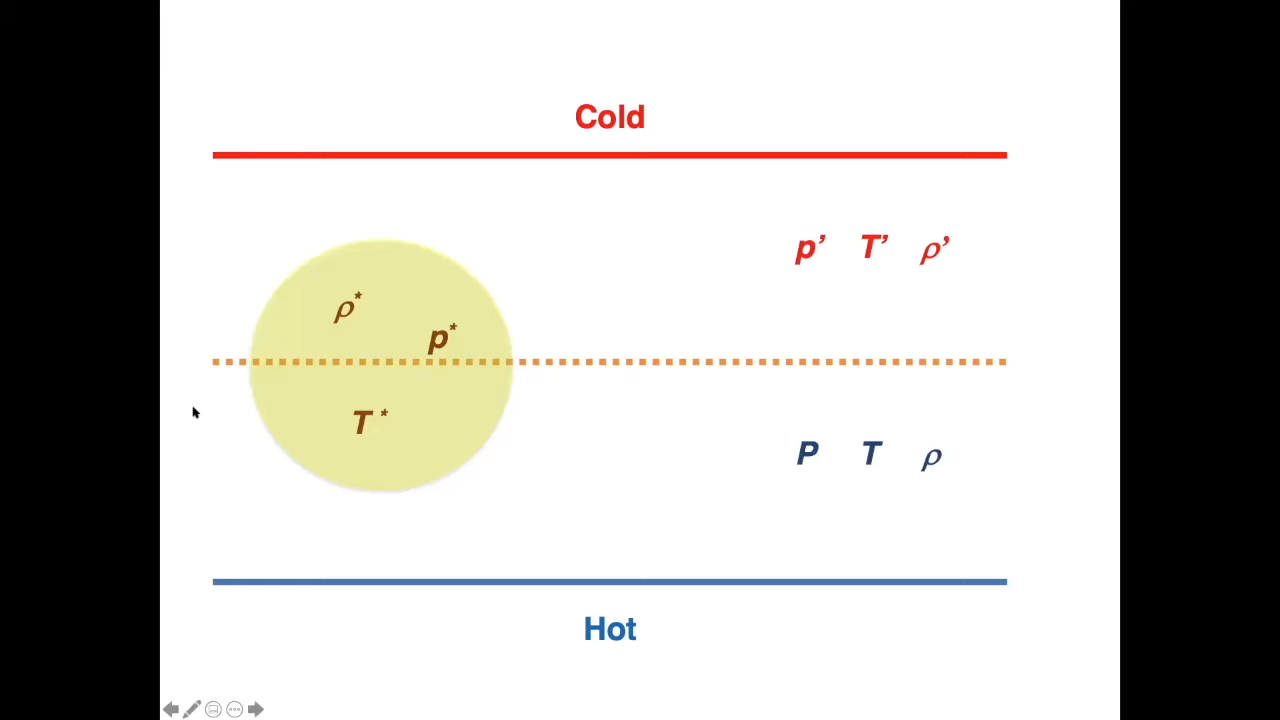 Cold
p’ T’ ρ’
ρ*
p*
T *
P T ρ
Hot